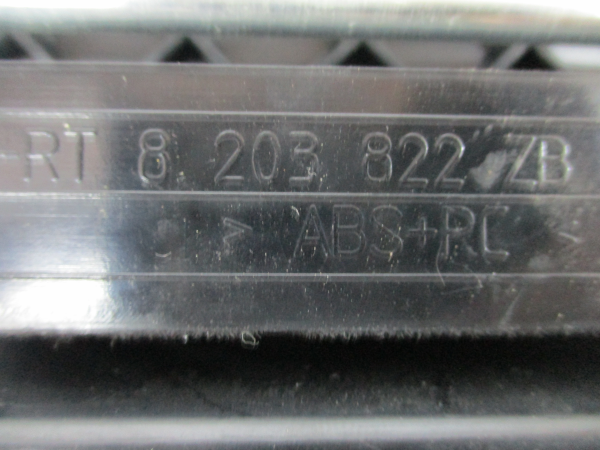 -RT 8 203 822 ZB
> ABS+PC <